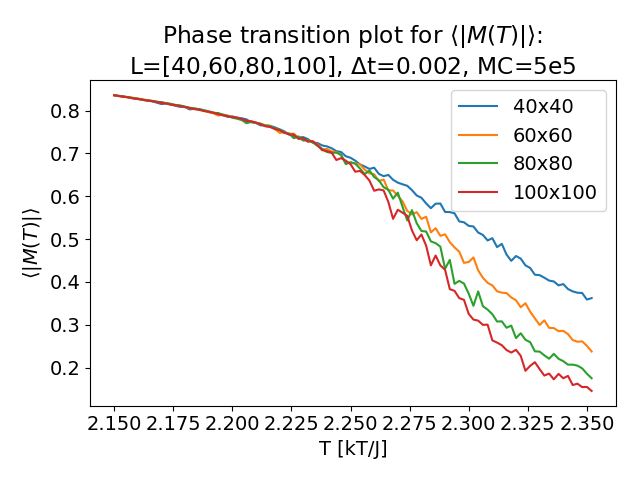 Phase transition plot for ⟨|M(T)|⟩:
L=[40,60,80,100], Δt=0.002, MC=5e5
40x40
60x60
80x80
100x100
⟨|M(T)|⟩
0.8
0.7
0.6
0.5
0.4
0.3
0.2
2.150 2.175 2.200 2.225 2.250 2.275 2.300 2.325 2.350
T [kT/J]